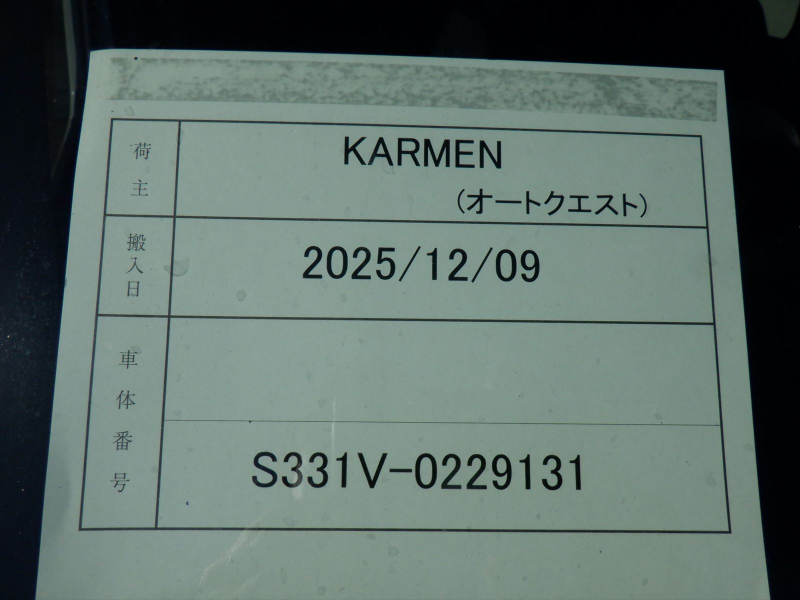 荷主
KARMEN
(オートクエスト)
搬入日
2025/12/09
車体番号
S331V-0229131